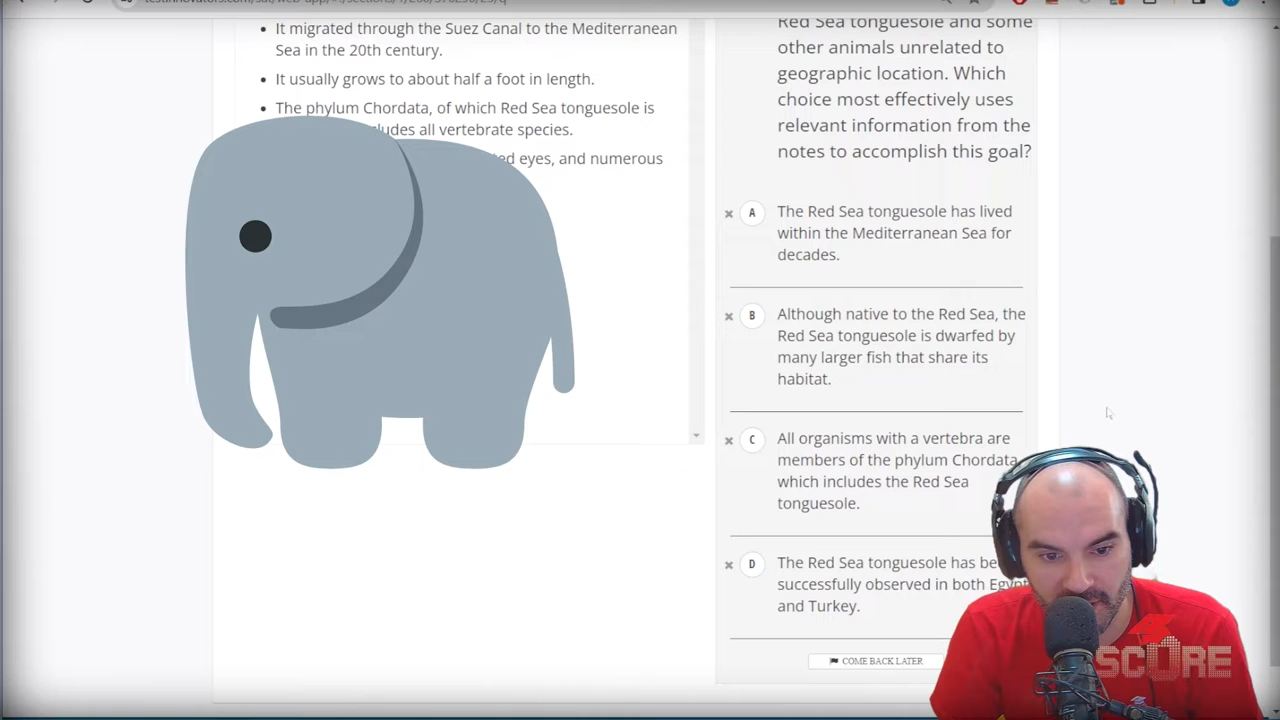 It migrated through the Suez Canal to the Mediterranean
Sea in the 20th century.
It usually grows to about half a foot in length.
The phylum Chordata, of which Red Sea tonguesole is
includes all vertebrate species.
eyes, and numerous
Red Sea tonguesole and some
other animals unrelated to
geographic location. Which
choice most effectively uses
relevant information from the
notes to accomplish this goal?
A
The Red Sea tonguesole has lived
within the Mediterranean Sea for
decades.
B
Although native to the Red Sea, the
Red Sea tonguesole is dwarfed by
many larger fish that share its
habitat.
C
All organisms with a vertebra are
members of the phylum Chordata,
which includes the Red Sea
tonguesole.
D
The Red Sea tonguesole has
successfully observed in both Egypt
and Turkey.
COME BACK LATER
SCORE